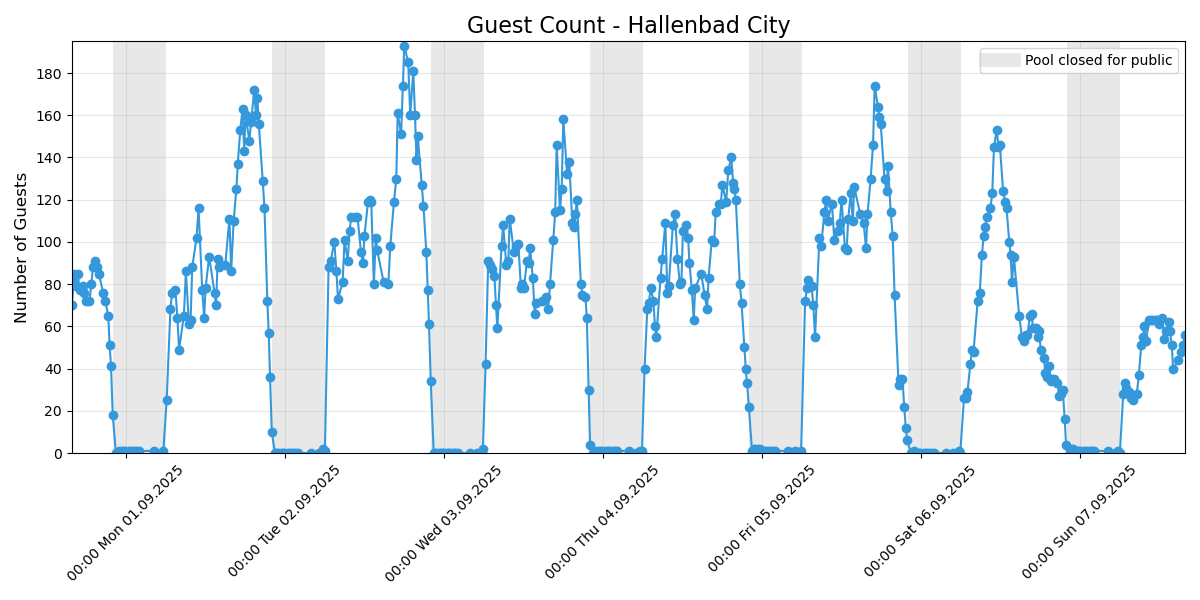 Guest Count - Hallenbad City
Pool closed for public
Number of Guests
180
160
140
120
100
80
60
40
20
0
00:00 Mon 01.09.2025
00:00 Tue 02.09.2025
00:00 Wed 03.09.2025
00:00 Thu 04.09.2025
00:00 Fri 05.09.2025
00:00 Sat 06.09.2025
00:00 Sun 07.09.2025